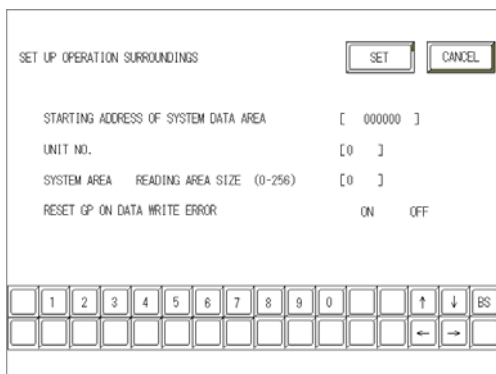 SET UP OPERATION SURROUNDINGS SET CANCEL
STARTING ADDRESS OF SYSTEM DATA AREA [ 000000 ]
UNIT NO. [0 ]
SYSTEM AREA READING AREA SIZE (0-256) [0 ]
RESET GP ON DATA WRITE ERROR ON OFF
1 2 3 4 5 6 7 8 9 0 ↑ ↓ BS
← →